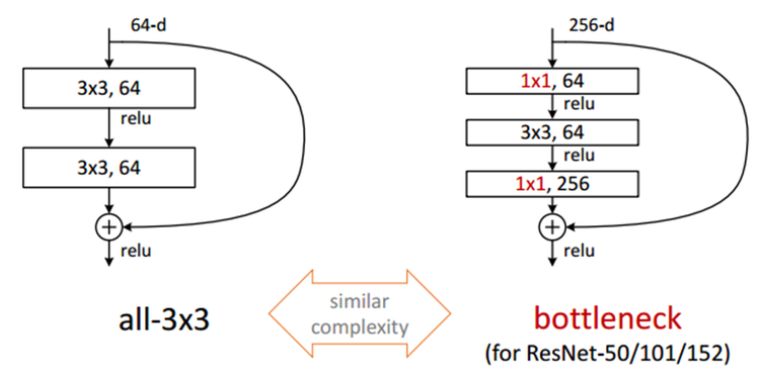 64-d
3x3, 64
relu
3x3, 64
+
relu
all-3x3
similar
complexity
256-d
1x1, 64
relu
3x3, 64
relu
1x1, 256
+
relu
bottleneck
(for ResNet-50/101/152)